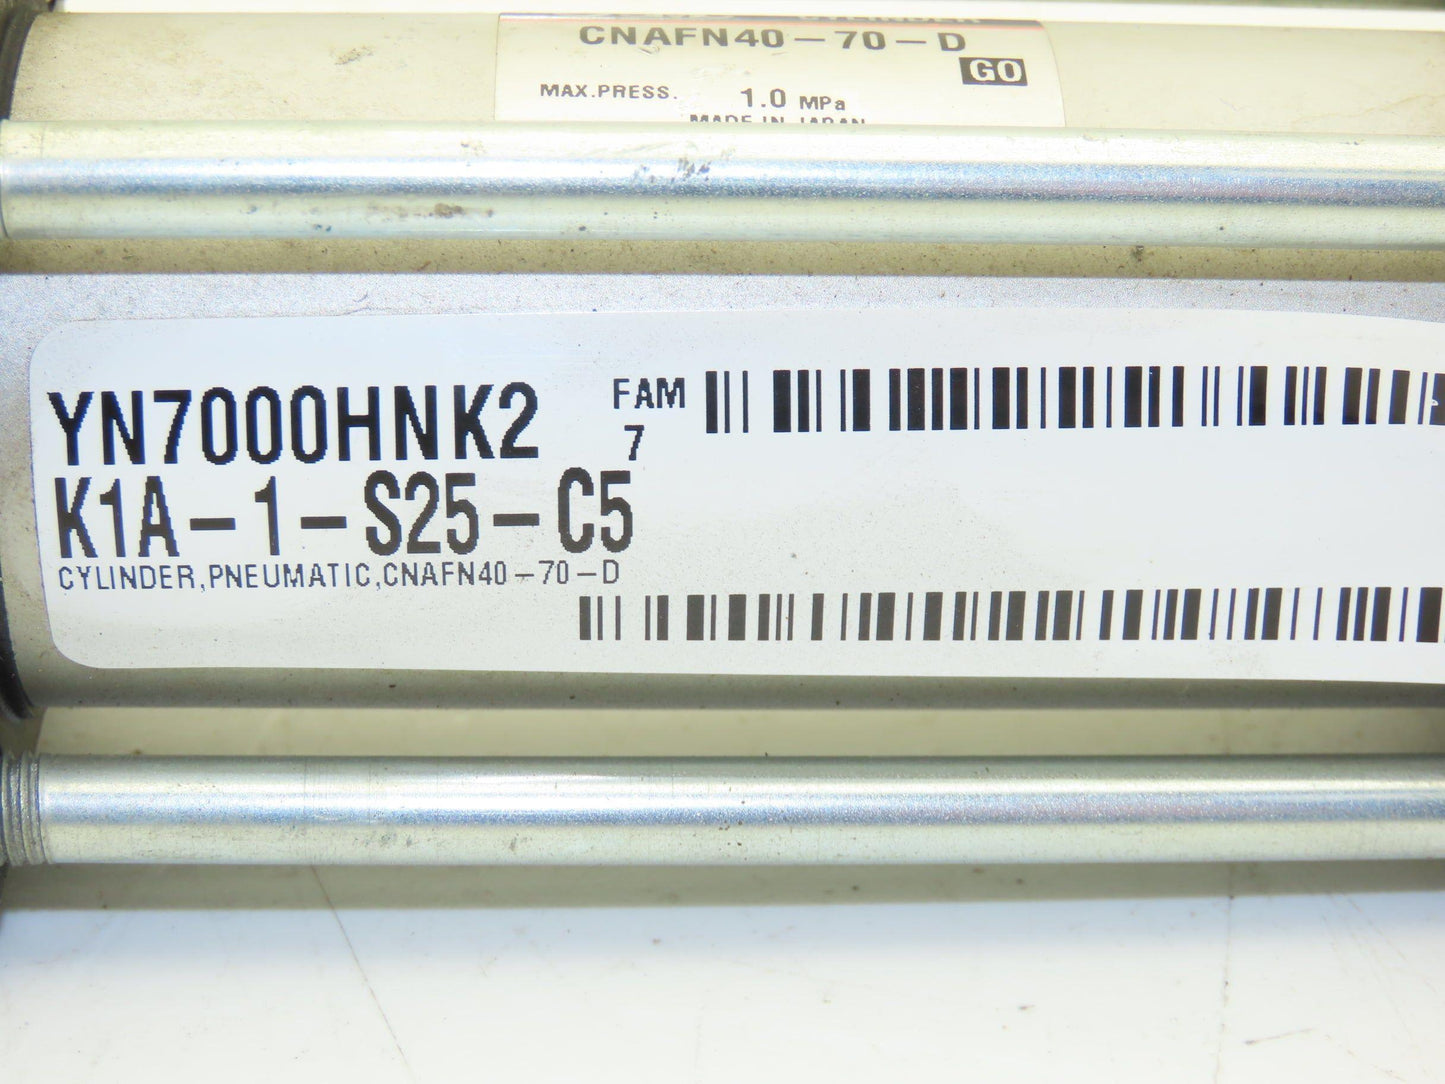 CYLINDER
CNAFN40-70-D
GO
MAX.PRESS. 1.0 MPa
MADE IN JAPAN
YN7000HNK2 FAM
7
K1A-1-S25-C5
CYLINDER,PNEUMATIC,CNAFN40-70-D